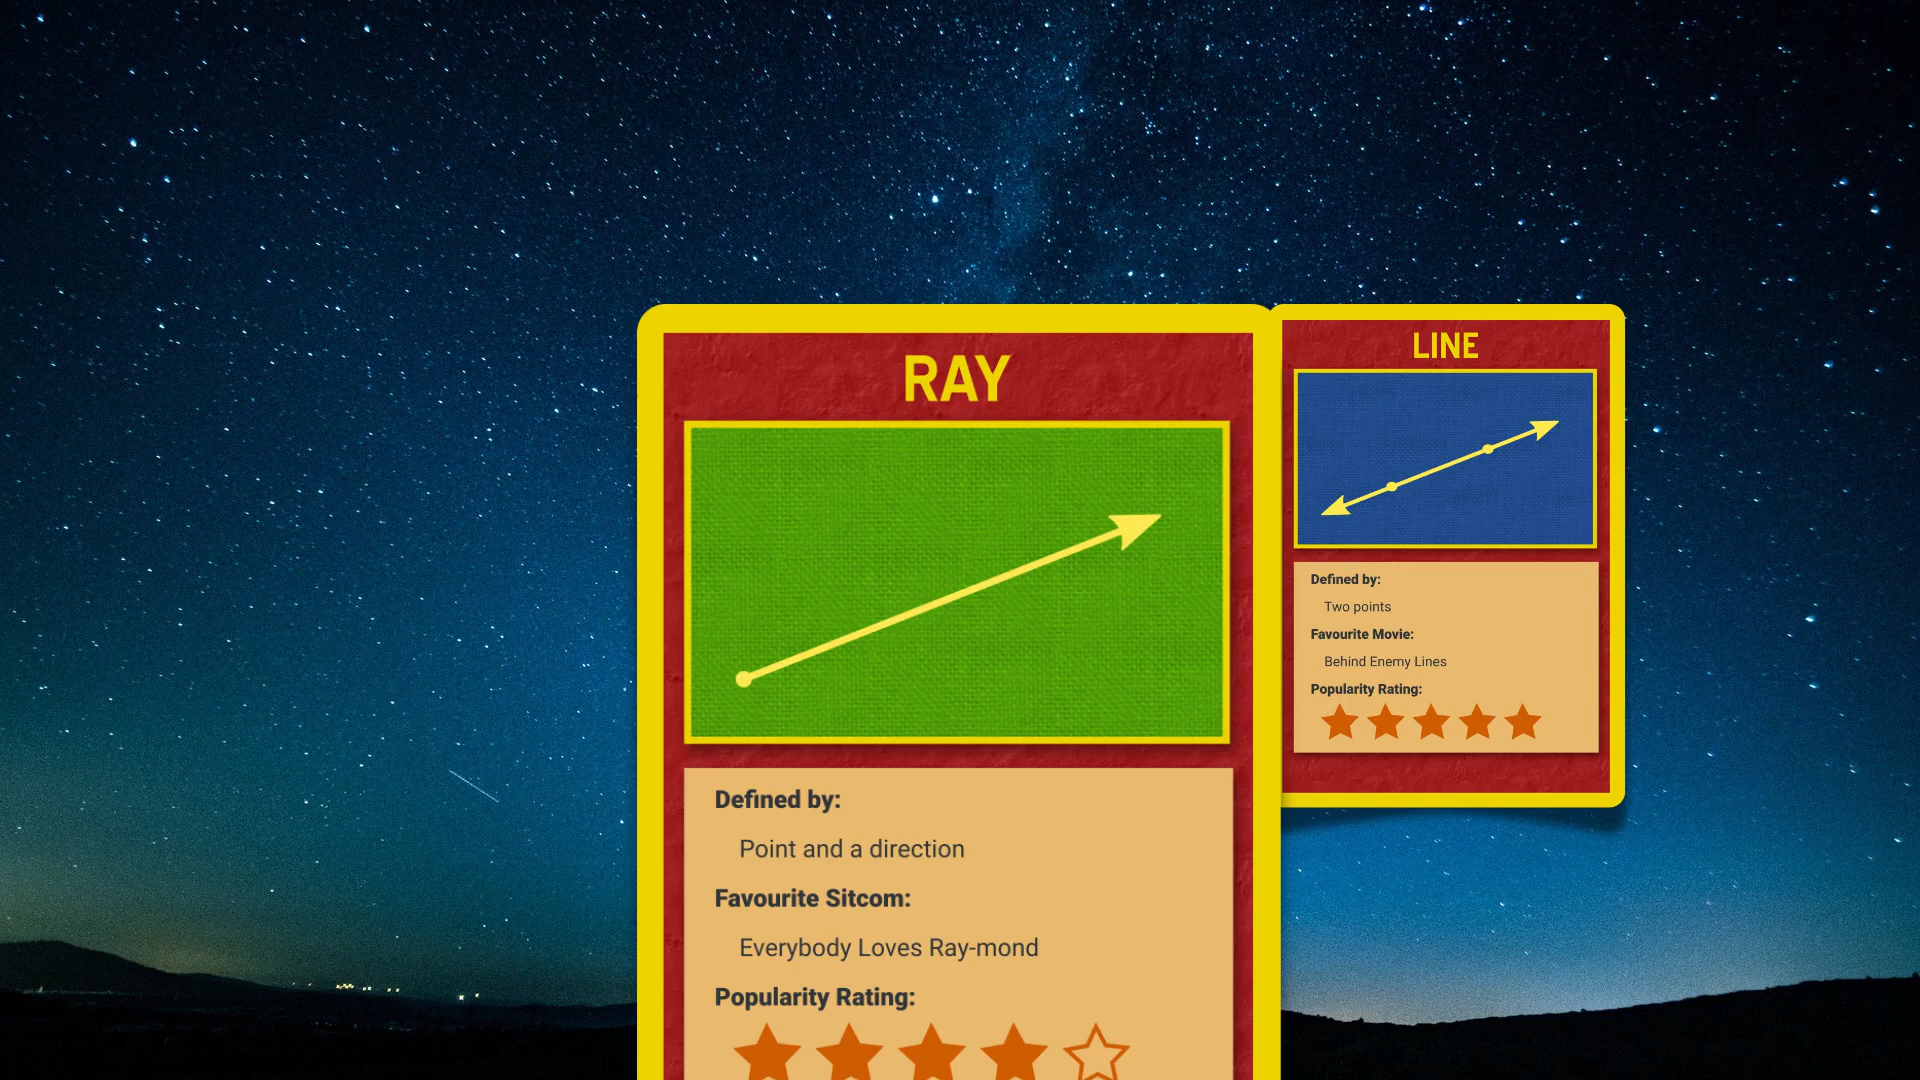 RAY
Defined by:
Point and a direction
Favourite Sitcom:
Everybody Loves Ray-mond
Popularity Rating:
LINE
Defined by:
Two points
Favourite Movie:
Behind Enemy Lines
Popularity Rating: